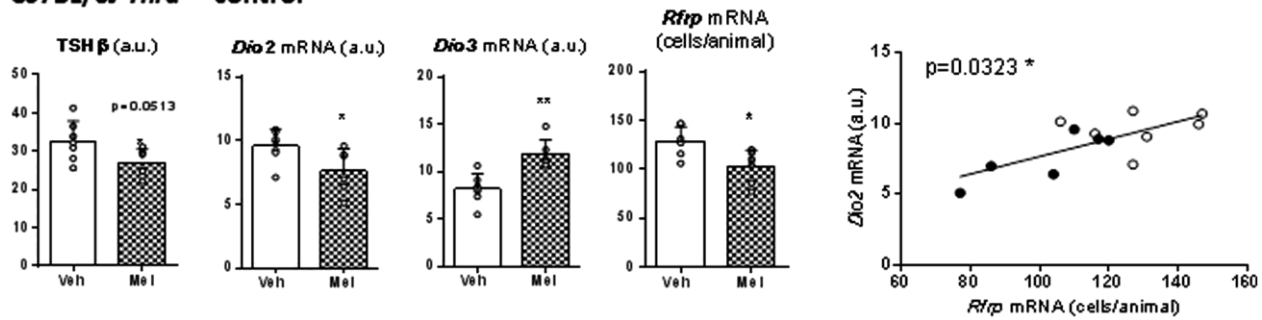 Rfrp mRNA
(cells/animal)
TSHβ (a.u.)
Dio2 mRNA (a.u.)
Dio3 mRNA (a.u.)
50
40
30
20
10
0
p=0.0513
Veh
Mel
15
10
5
0
*
Veh
Mel
20
15
10
5
0
**
Veh
Mel
200
150
100
50
0
*
Veh
Mel
15
10
5
0
p=0.0323 *
Dio2 mRNA (a.u.)
60
80
100
120
140
160
Rfrp mRNA (cells/animal)